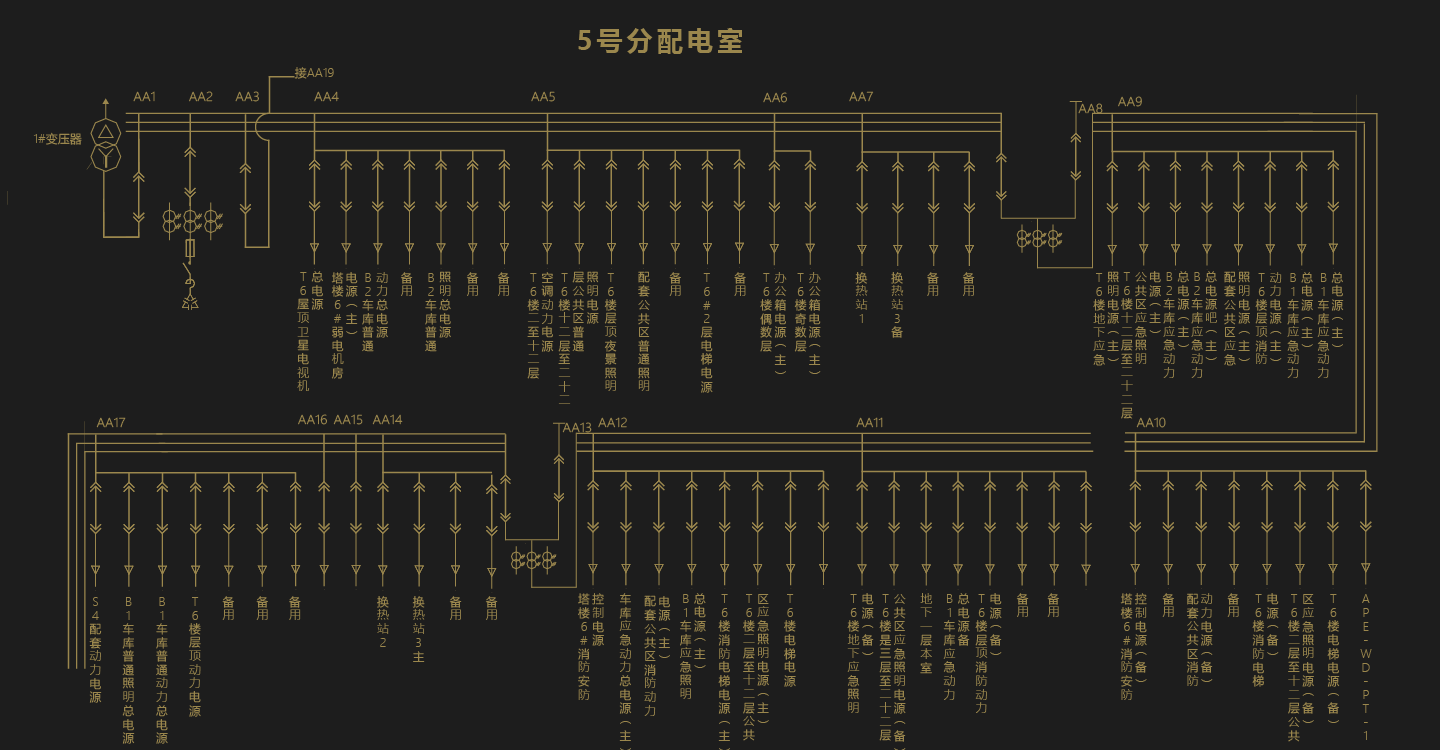 5号分配电室
接AA19
AA1
AA2
AA3
AA4
AA5
AA6
AA7
AA8
AA9
1#变压器
总电源
T6屋顶卫星电视机
电源(主)
塔楼6#弱电机房
动力总电源
B2车库普通
备用
照明总电源
B2车库普通
备用
备用
空调动力电源
T6楼二至十二层
照明电源
层公共区普通
T6楼十二层至二十二
T6楼层顶夜景照明
配套公共区普通照明
备用
T6#2层电梯电源
备用
办公箱电源(主)
T6楼偶数层
办公箱电源(主)
T6楼奇数层
换热站1
换热站3备
备用
备用
照明电源(主)
T6楼地下应急
公共区应急照明
T6楼十二层至二十二层
电源(主)
总电源(主)
B2车库应急动力
总电源吧(主)
B2车库应急动力
照明电源(主)
配套公共区应急
动力电源(主)
T6楼层顶消防
总电源(主)
B1车库应急动力
总电源(主)
B1车库应急动力
AA17
AA16
AA15
AA14
AA13
AA12
AA11
AA10
S4配套动力电源
B1车库普通照明总电源
B1车库普通动力总电源
T6楼层顶动力电源
备用
备用
备用
换热站2
换热站3主
备用
备用
控制电源
塔楼6#消防安防
车库应急动力总电源(主)
电源(主)
配套公共区消防动力
总电源(主)
B1车库应急照明
T6楼消防电梯电源(主)
区应急照明电源(主)
T6楼二层至十二层公共
T6楼电梯电源
电源(备)
T6楼地下应急照明
公共区应急照明电源(备)
T6楼是三层至二十二层
地下一层本室
总电源备
B1车库应急动力
电源(备)
T6楼层顶消防动力
备用
备用
控制电源(备)
塔楼6#消防安防
备用
动力电源(备)
配套公共区消防
备用
电源(备)
T6楼消防电梯
区应急照明电源(备)
T6楼二层至十二层公共
T6楼电梯电源(备)
APE-WD-PT-1